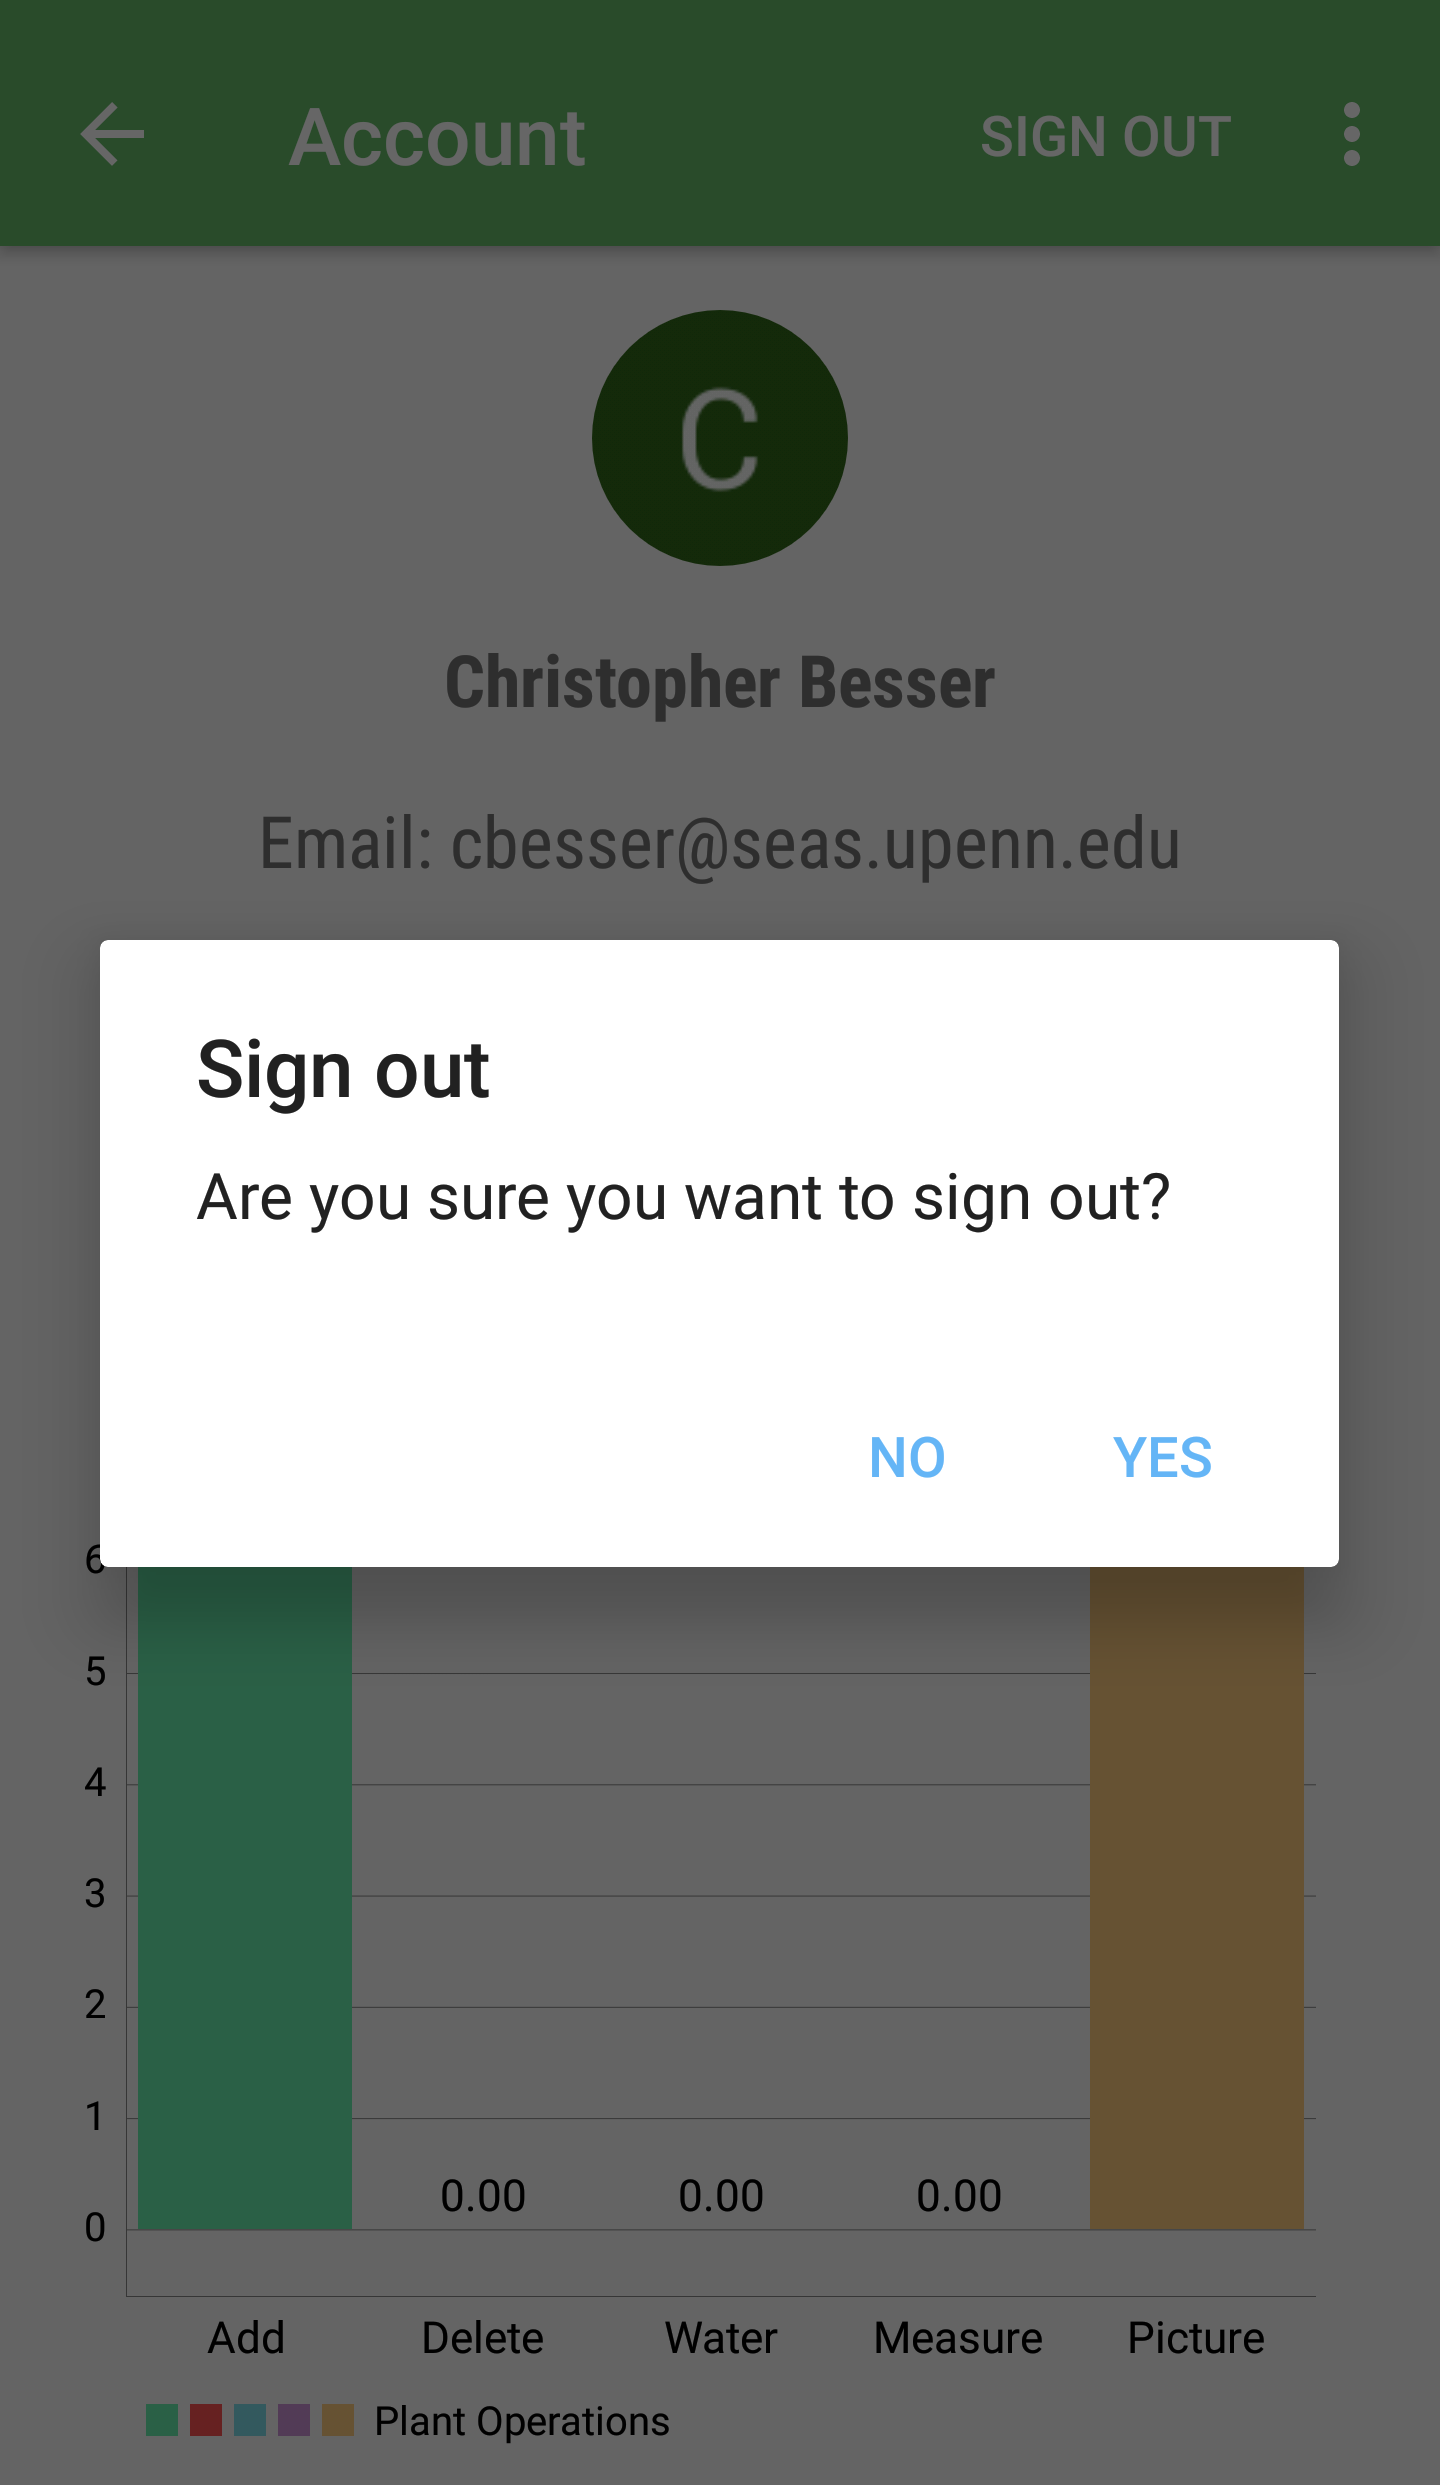 Account SIGN OUT
C
Christopher Besser
Email: cbesser@seas.upenn.edu
Sign out
Are you sure you want to sign out?
NO YES
6
5
4
3
2
1
0.00 0.00 0.00
0
Add Delete Water Measure Picture
Plant Operations